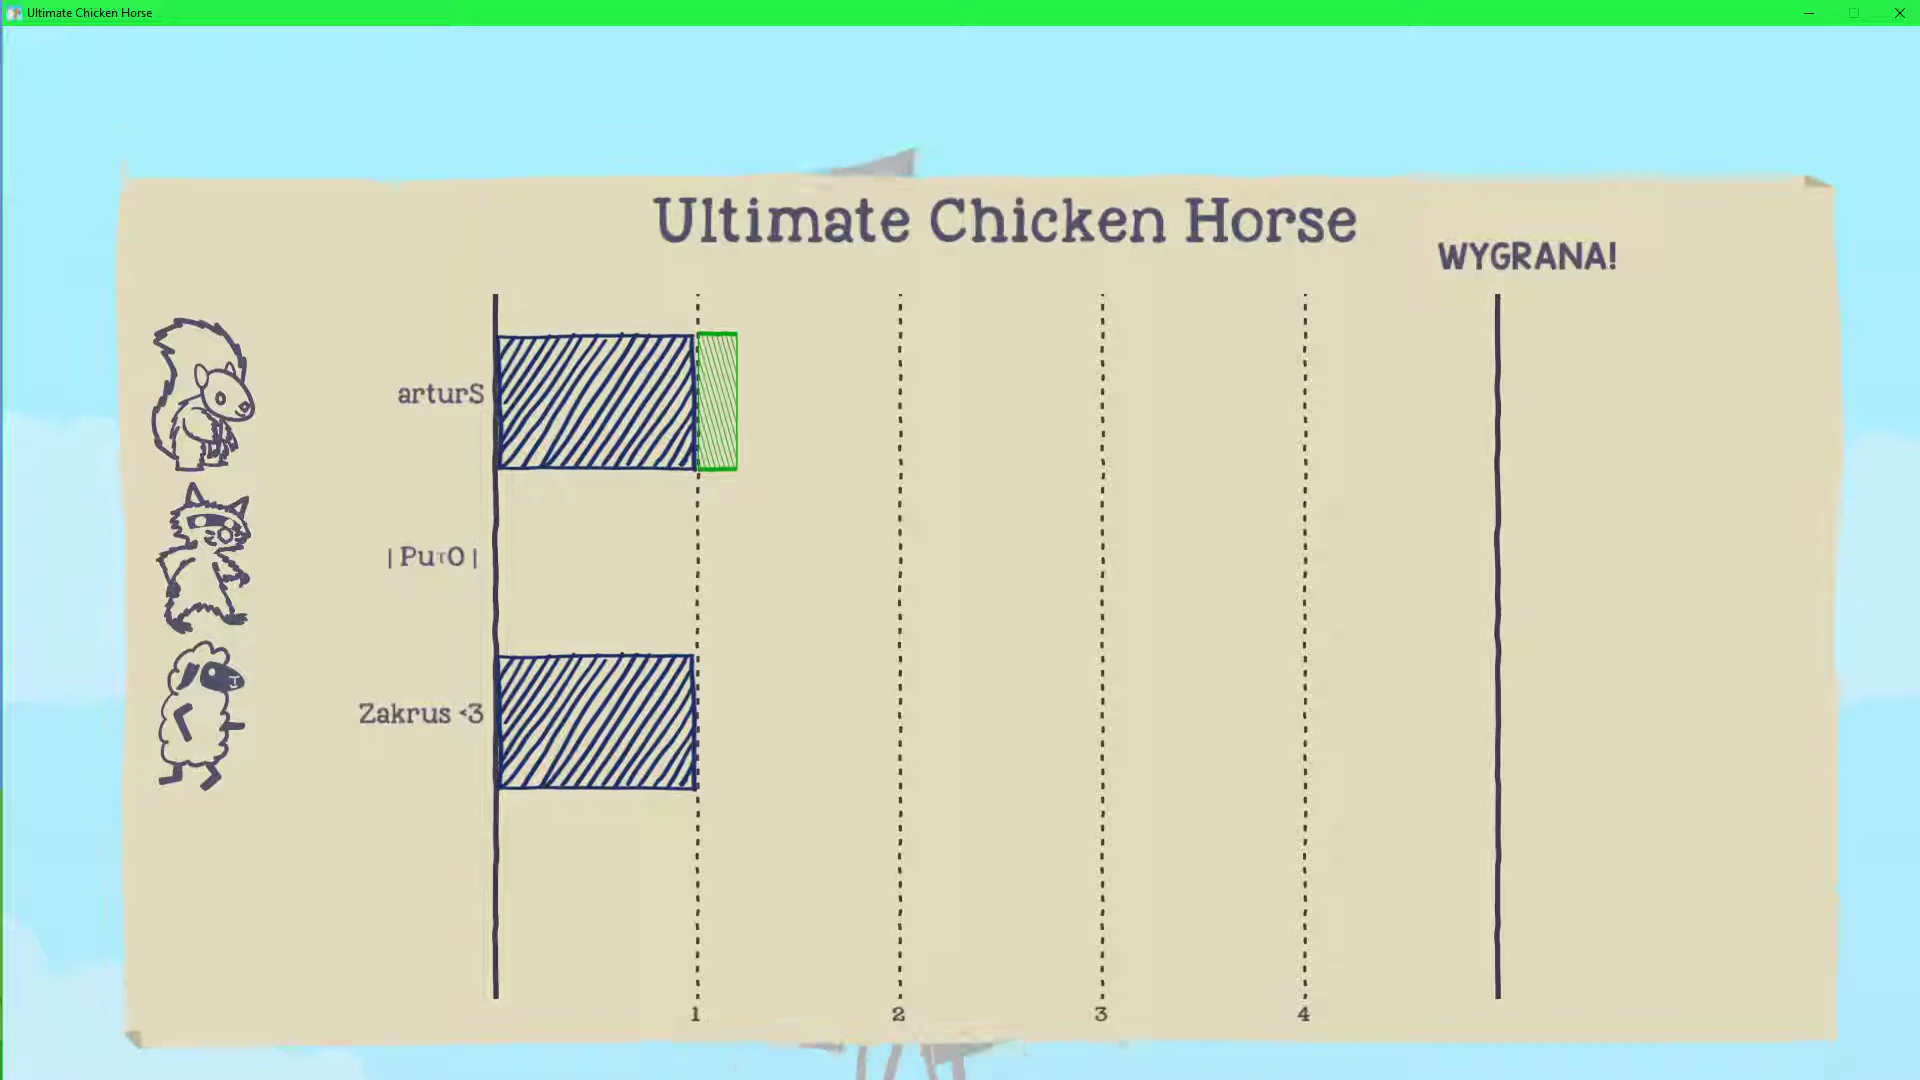 Ultimate Chicken Horse
Ultimate Chicken Horse
WYGRANA!
arturS
| PuтO |
Zakrus <3
1 2 3 4